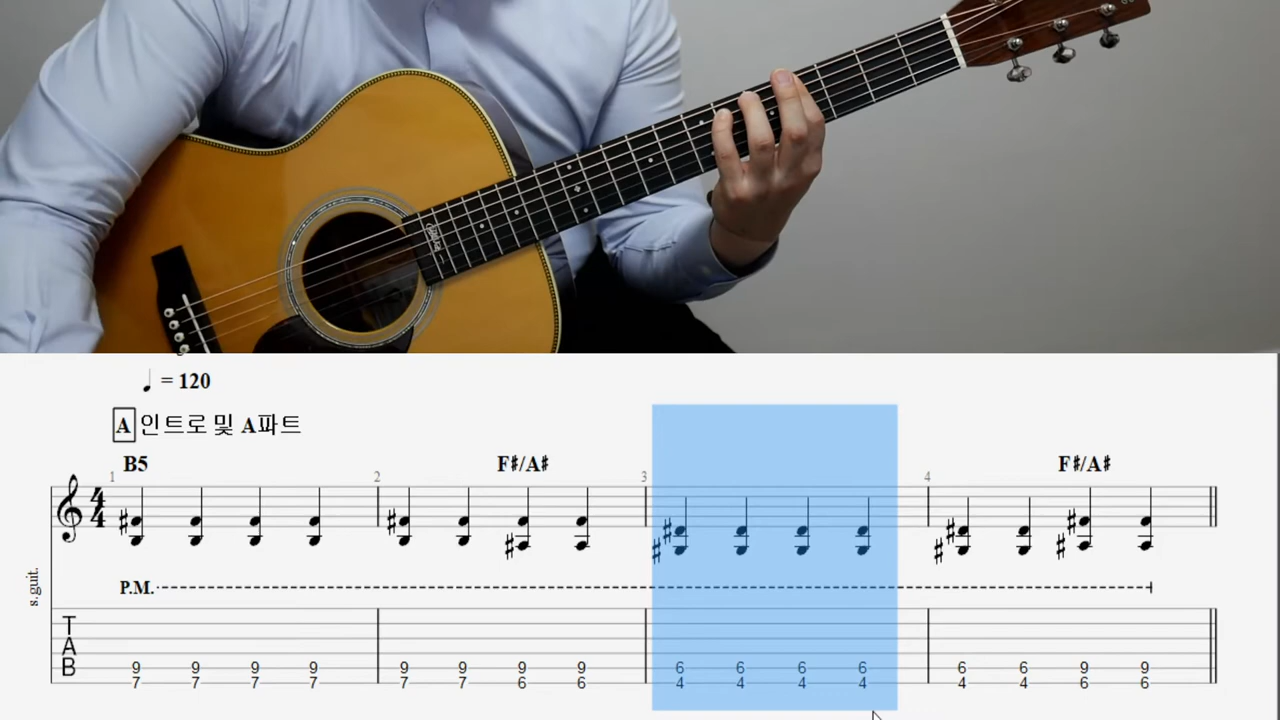 ♩ = 120
A 인트로 및 A파트
B5 F♯/A♯ F♯/A♯
1 2 3 4
4
4
s.guit.
P.M.
T
A
B
9 9 9 9 9 9 9 9 6 6 6 6 6 6 9 9
7 7 7 7 7 7 6 6 4 4 4 4 4 4 6 6